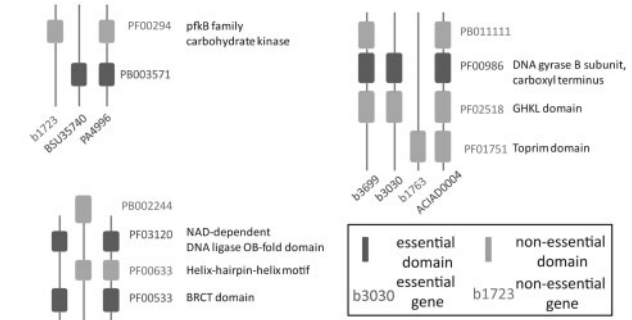 PF00294 pfkB family
carbohydrate kinase
PB003571
b1723
BSU35740
PA4996
PB011111
PF00986 DNA gyrase B subunit,
carboxyl terminus
PF02518 GHKL domain
PF01751 Toprim domain
b3699
b3030
b1763
ACIAD0004
PB002244
PF03120 NAD-dependent
DNA ligase OB-fold domain
PF00633 Helix-hairpin-helix motif
PF00533 BRCT domain
essential
domain
non-essential
domain
b3030 essential
gene
b1723 non-essential
gene